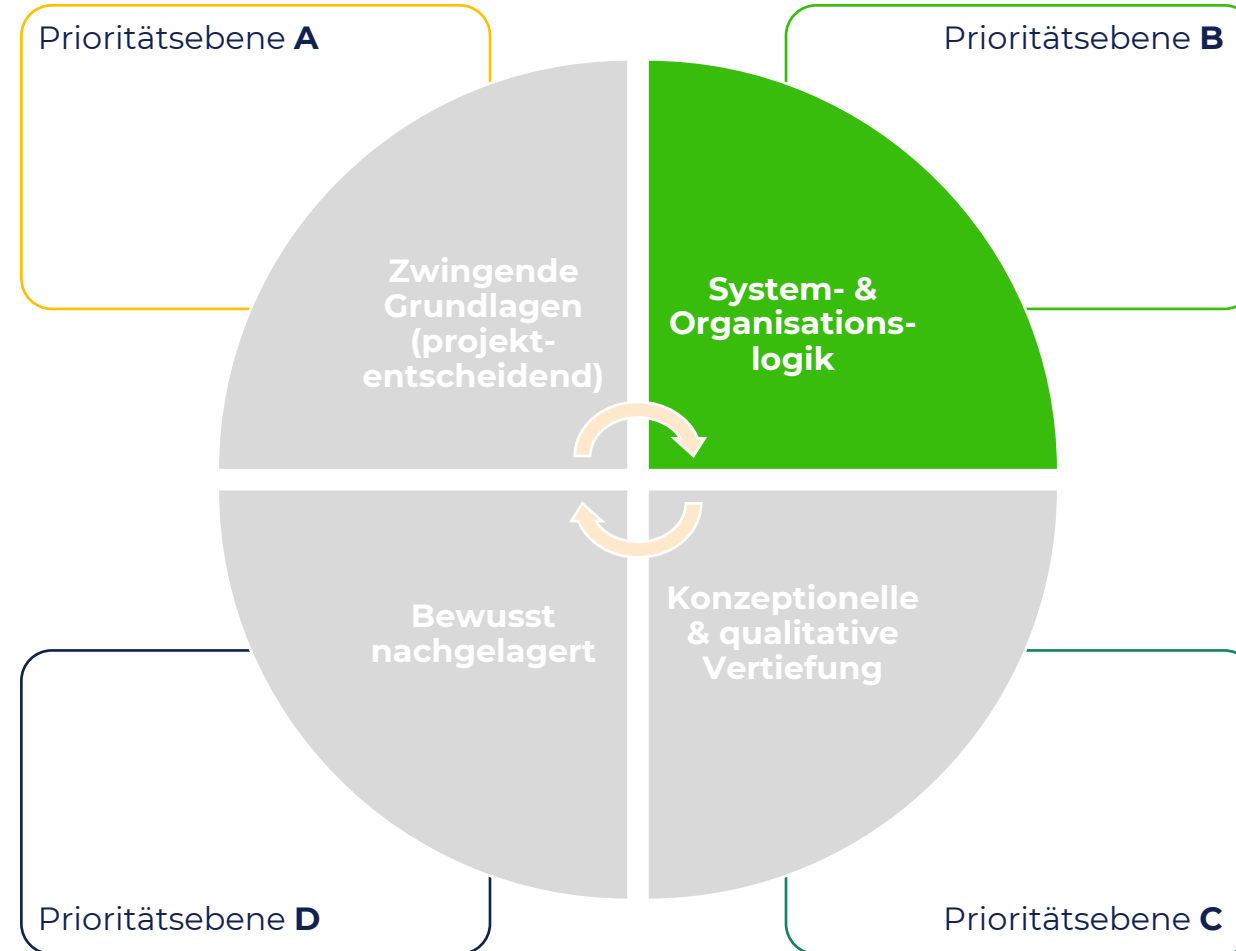 Prioritätsebene A
Prioritätsebene B
Zwingende
Grundlagen
(projekt-
entscheidend)
System- &
Organisations-
logik
Bewusst
nachgelagert
Konzeptionelle
& qualitative
Vertiefung
Prioritätsebene D
Prioritätsebene C